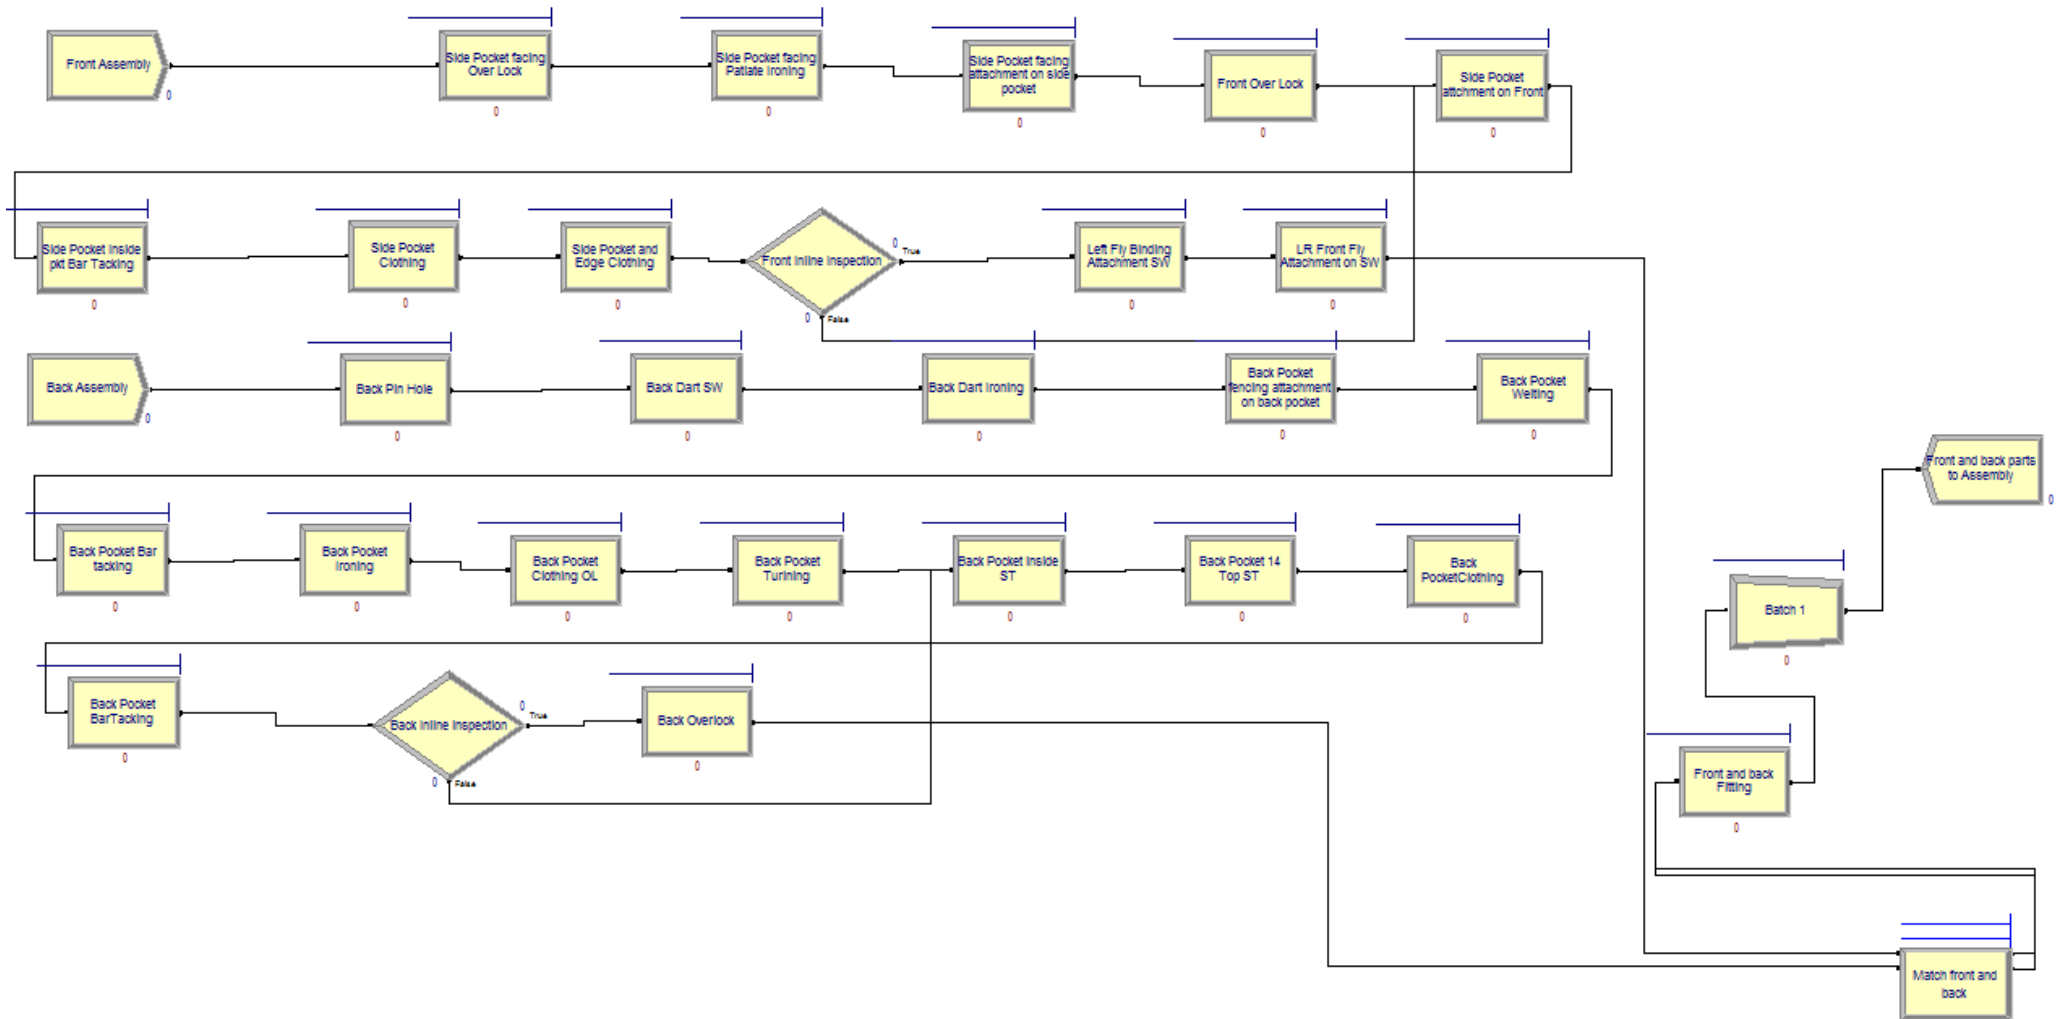 Front Assembly
0
Side Pocket facing
Over Lock
0
Side Pocket facing
Patlate Ironing
0
Side Pocket facing
attachment on side
pocket
0
Front Over Lock
0
Side Pocket
attchment on Front
0
Side Pocket inside
pkt Bar Tacking
0
Side Pocket
Clothing
0
Side Pocket and
Edge Clothing
0
Front Inline Inspection
0
True
0
False
Left Fly Binding
Attachment SW
0
LR Front Fly
Attachment on SW
0
Back Assembly
0
Back Pin Hole
0
Back Dart SW
0
Back Dart Ironing
0
Back Pocket
fencing attachment
on back pocket
0
Back Pocket
Welting
0
Front and back parts
to Assembly
0
Back Pocket Bar
tacking
0
Back Pocket
Ironing
0
Back Pocket
Clothing OL
0
Back Pocket
Turining
0
Back Pocket Inside
ST
0
Back Pocket 14
Top ST
0
Back
PocketClothing
0
Batch 1
0
Back Pocket
BarTacking
0
Back Inline Inspection
0
True
0
False
Back Overlock
0
Front and back
Fitting
0
Match front and
back